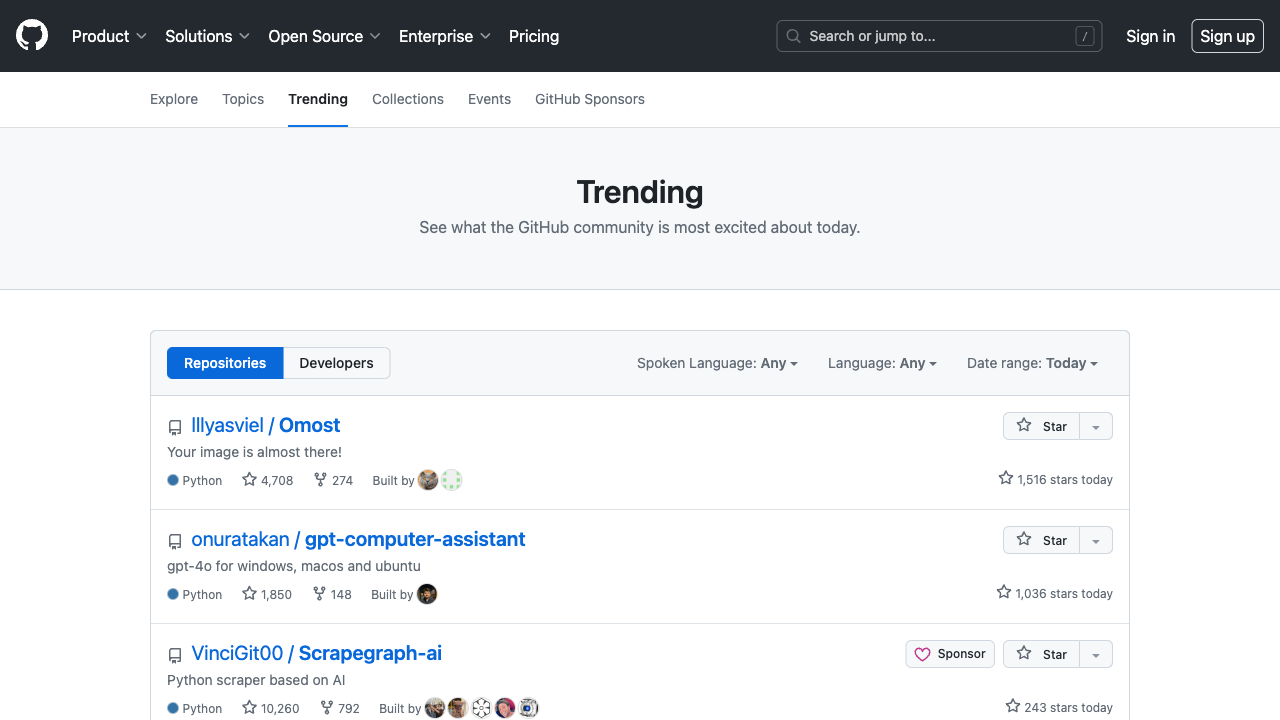 Product Solutions Open Source Enterprise Pricing Search or jump to... / Sign in Sign up
Explore Topics Trending Collections Events GitHub Sponsors
Trending
See what the GitHub community is most excited about today.
Repositories Developers Spoken Language: Any Language: Any Date range: Today
lllyasviel / Omost Star
Your image is almost there!
Python 4,708 274 Built by 1,516 stars today
onuratakan / gpt-computer-assistant Star
gpt-4o for windows, macos and ubuntu
Python 1,850 148 Built by 1,036 stars today
VinciGit00 / Scrapegraph-ai Sponsor Star
Python scraper based on AI
Python 10,260 792 Built by 243 stars today